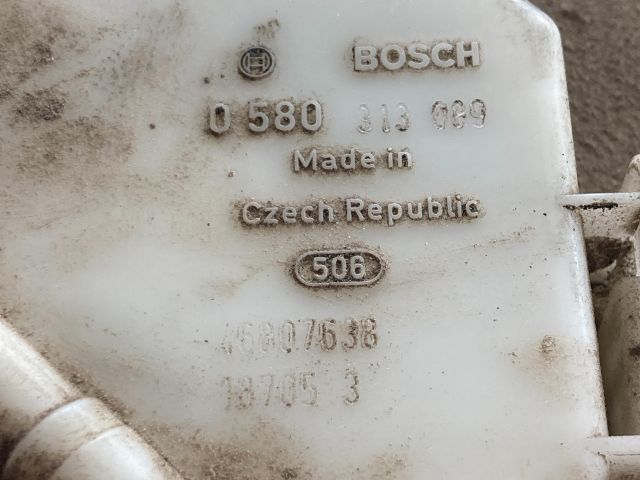 BOSCH
0 580 313 089
Made in
Czech Republic
506
46807638
18705 3